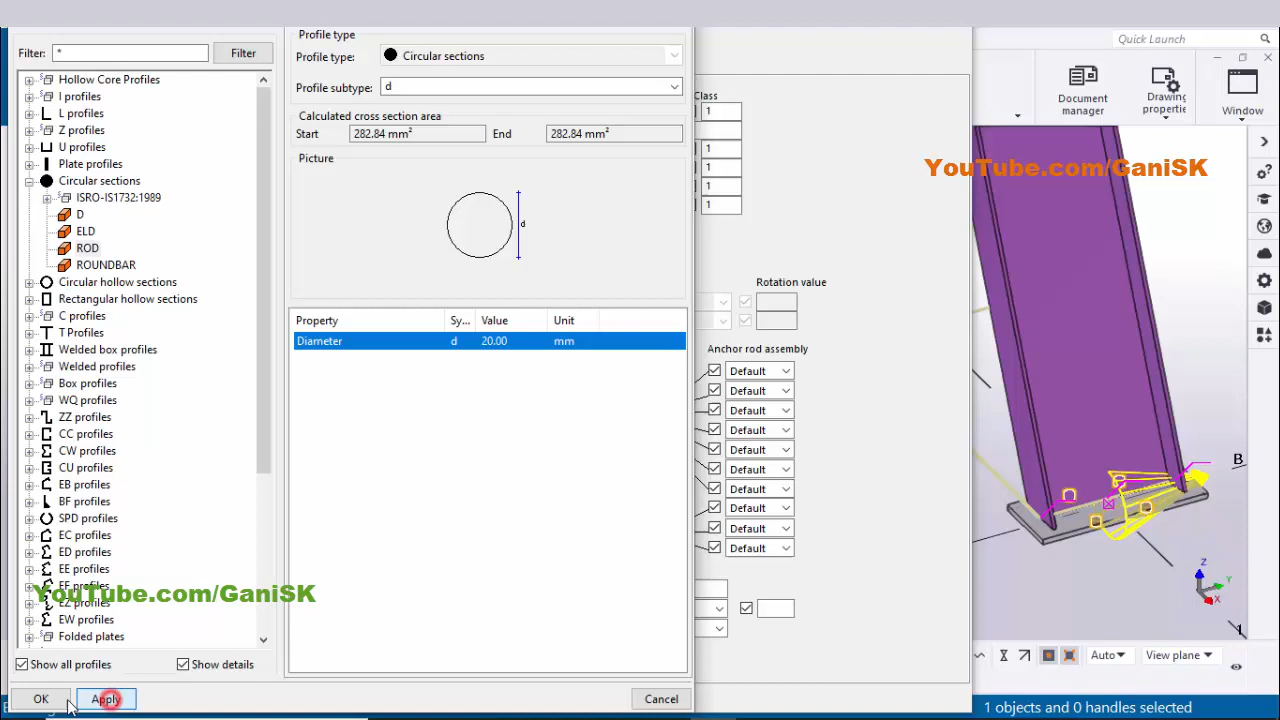 Profile type
Quick Launch
Filter: * Filter
Profile type: Circular sections
Hollow Core Profiles
I profiles
L profiles
Z profiles
U profiles
Plate profiles
Circular sections
ISRO-IS1732:1989
D
ELD
ROD
ROUNDBAR
Circular hollow sections
Rectangular hollow sections
C profiles
T Profiles
Welded box profiles
Welded profiles
Box profiles
WQ profiles
ZZ profiles
CC profiles
CW profiles
CU profiles
EB profiles
BF profiles
SPD profiles
EC profiles
ED profiles
EE profiles
EF profiles
EZ profiles
EW profiles
Folded plates
Show all profiles Show details
OK Apply Cancel
Profile subtype: d
Calculated cross section area
Start 282.84 mm² End 282.84 mm²
Picture
d
Property Sy... Value Unit
Diameter d 20.00 mm
Class
1
1
1
1
1
Rotation value
Anchor rod assembly
Default
Default
Default
Default
Default
Default
Default
Default
Default
Default
Document manager
Drawing properties
Window
YouTube.com/GaniSK
YouTube.com/GaniSK
B
Z
Y
X
1
Auto View plane
1 objects and 0 handles selected